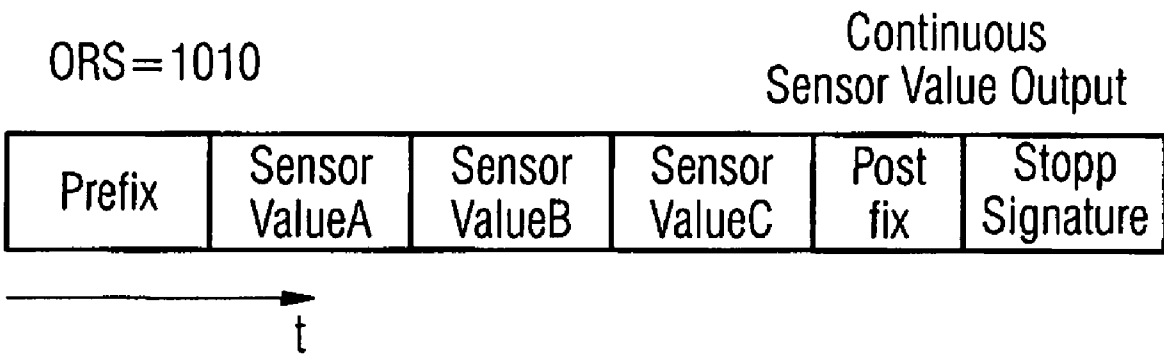 ORS=1010
Continuous
Sensor Value Output
Prefix
Sensor
ValueA
Sensor
ValueB
Sensor
ValueC
Post
fix
Stopp
Signature
t